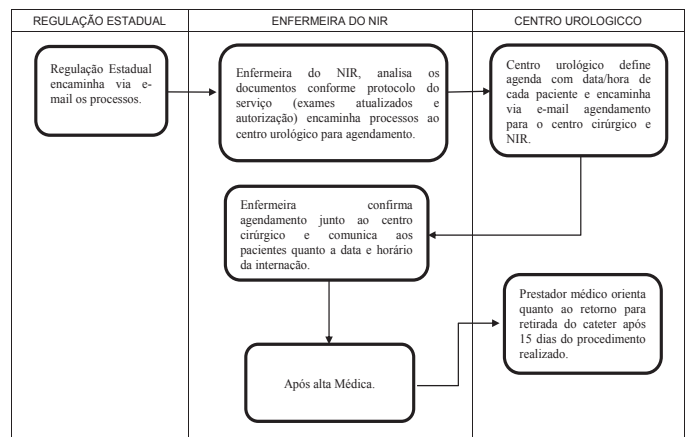 REGULAÇÃO ESTADUAL
ENFERMEIRA DO NIR
CENTRO UROLOGICCO
Regulação Estadual
encaminha via e-
mail os processos.
Enfermeira do NIR, analisa os
documentos conforme protocolo do
serviço (exames atualizados e
autorização) encaminha processos ao
centro urológico para agendamento.
Centro urológico define
agenda com data/hora de
cada paciente e encaminha
via e-mail agendamento
para o centro cirúrgico e
NIR.
Enfermeira confirma
agendamento junto ao centro
cirúrgico e comunica aos
pacientes quanto a data e horário
da internação.
Prestador médico orienta
quanto ao retorno para
retirada do cateter após
15 dias do procedimento
realizado.
Após alta Médica.